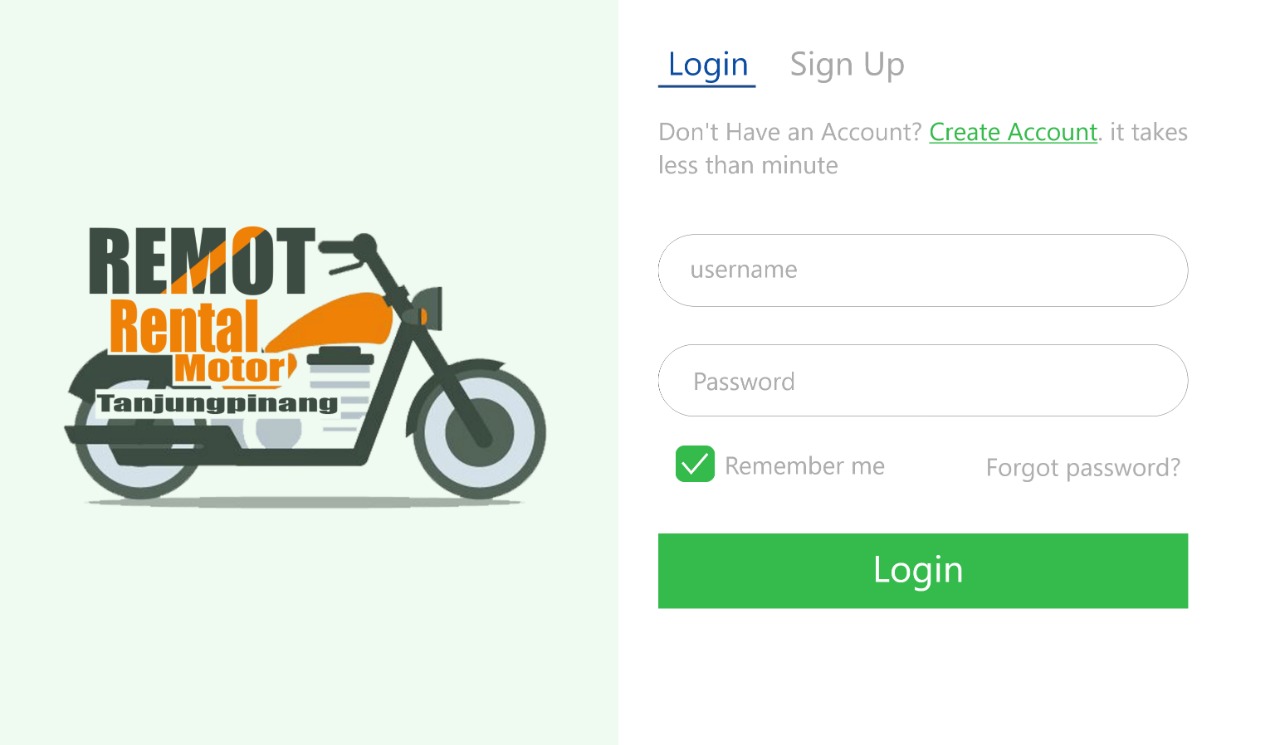 REMOT
Rental
Motor
Tanjungpinang
Login
Sign Up
Don't Have an Account? Create Account. it takes
less than minute
username
Password
Remember me
Forgot password?
Login